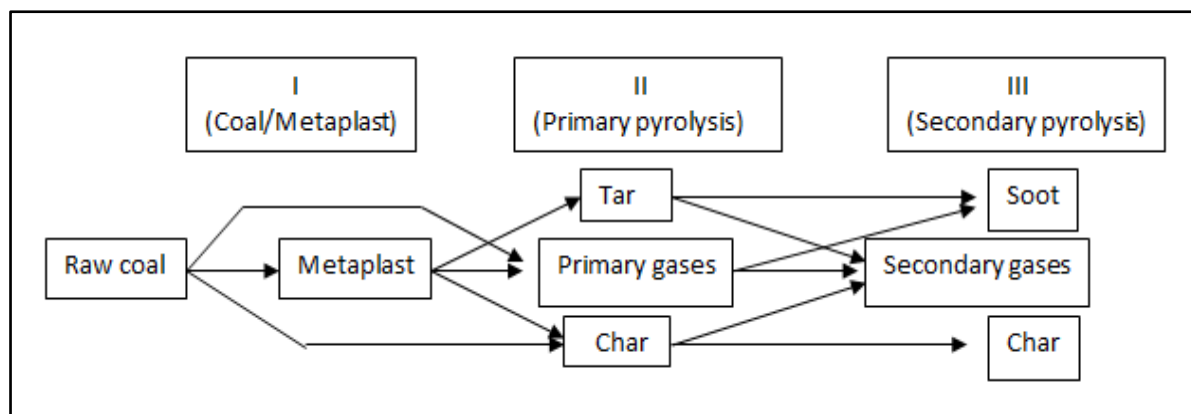 I
(Coal/Metaplast)
II
(Primary pyrolysis)
III
(Secondary pyrolysis)
Tar
Soot
Raw coal
Metaplast
Primary gases
Secondary gases
Char
Char